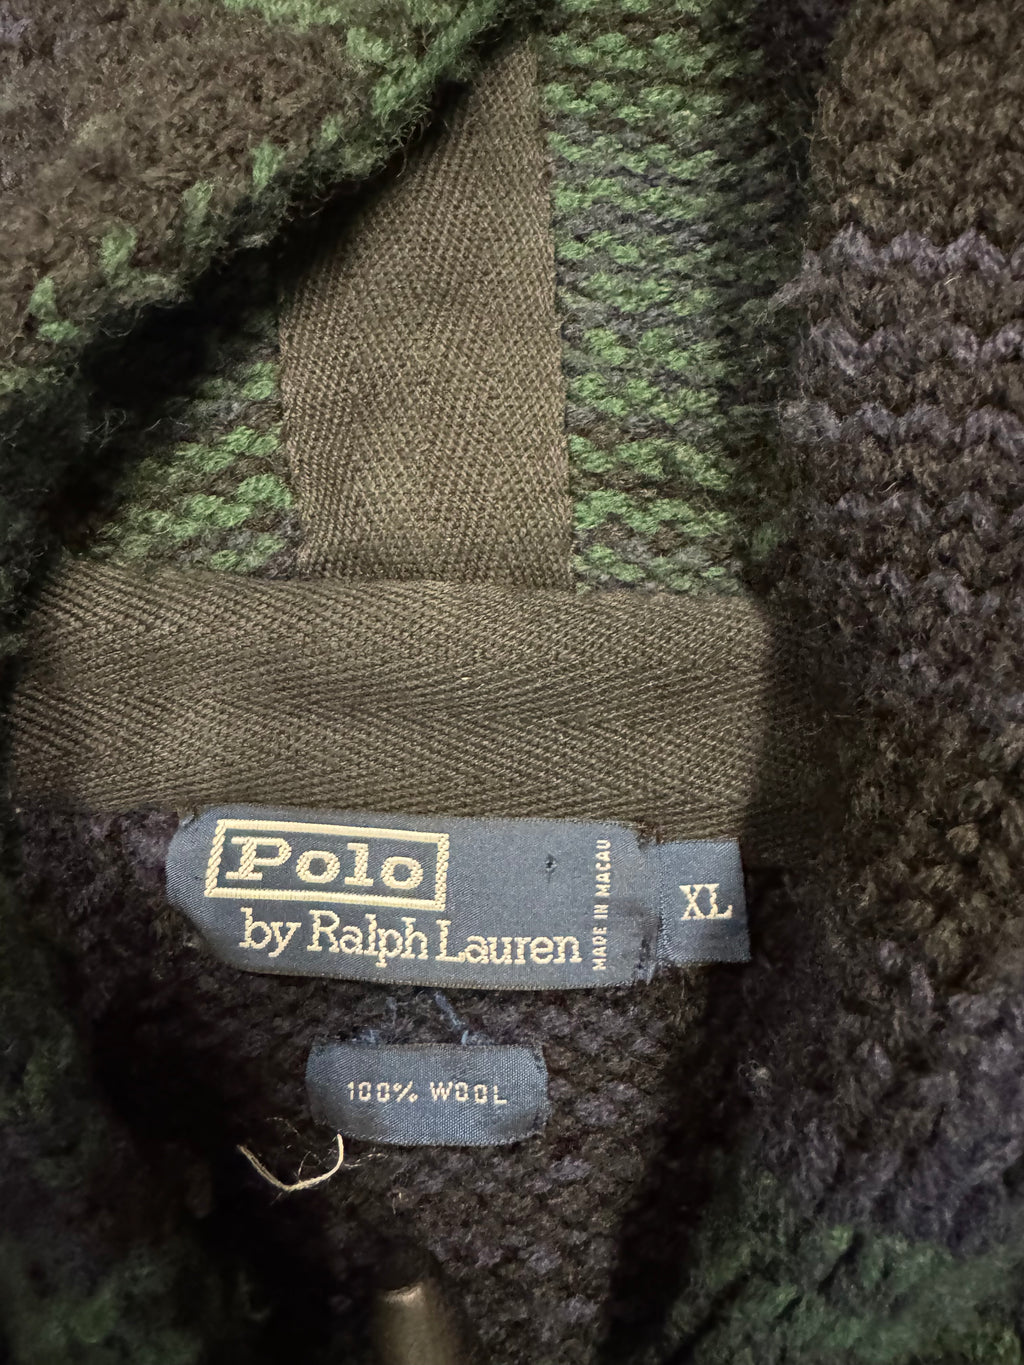 Polo
by Ralph Lauren
MADE IN MACAU
XL
100% WOOL